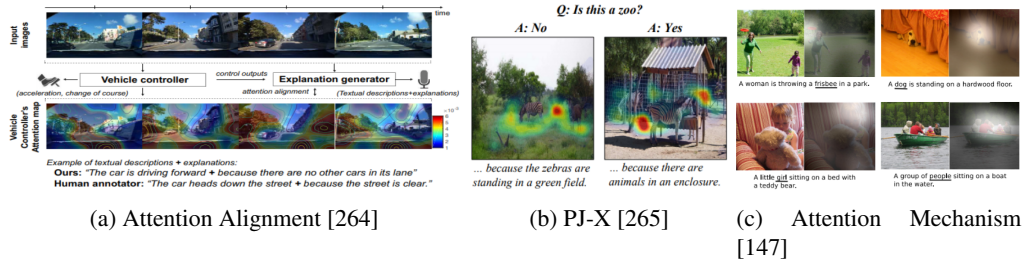 time
Input
images
Vehicle controller
control outputs
Explanation generator
(acceleration, change of course)
attention alignment
(Textual descriptions+explanations)
Vehicle
Controller's
Attention map
Example of textual descriptions + explanations:
Ours: "The car is driving forward + because there are no other cars in its lane"
Human annotator: "The car heads down the street + because the street is clear."
(a) Attention Alignment [264]
Q: Is this a zoo?
A: No
A: Yes
... because the zebras are
standing in a green field.
... because there are
animals in an enclosure.
(b) PJ-X [265]
A woman is throwing a frisbee in a park.
A dog is standing on a hardwood floor.
A little girl sitting on a bed with
a teddy bear.
A group of people sitting on a boat
in the water.
(c) Attention Mechanism
[147]